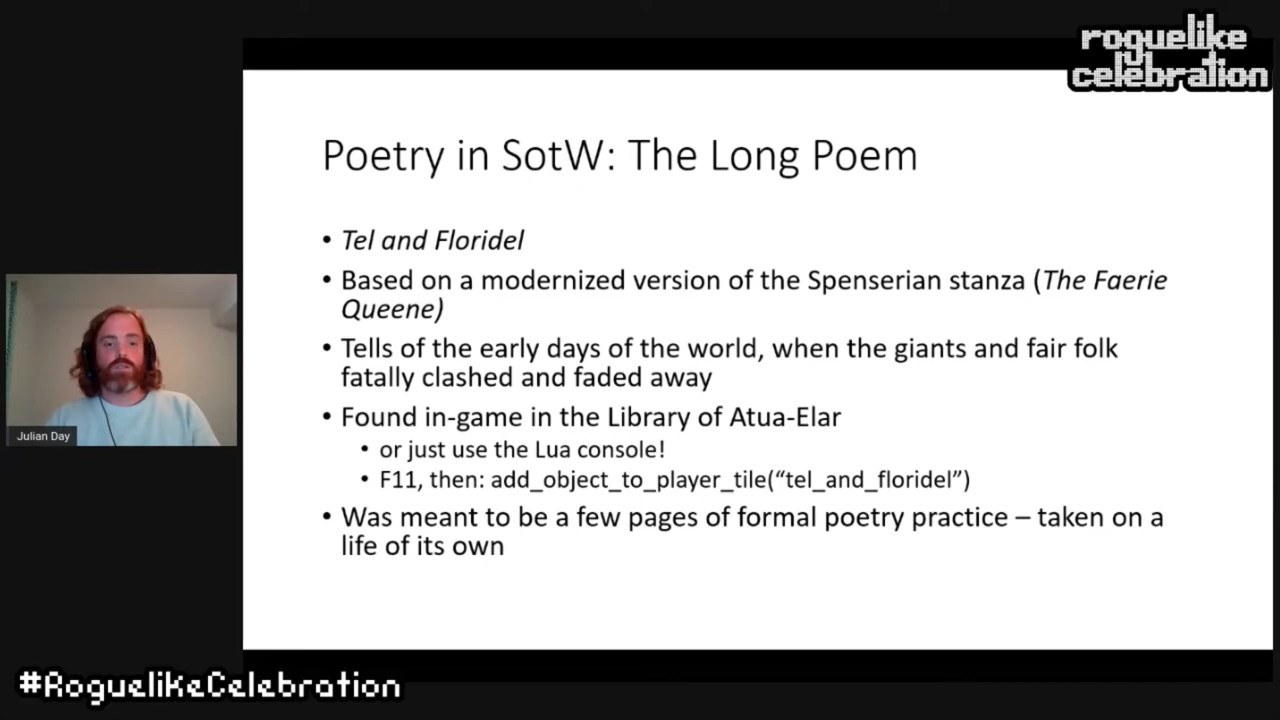 roguelike
celebration
Poetry in SotW: The Long Poem
• Tel and Floridel
• Based on a modernized version of the Spenserian stanza (The Faerie
Queene)
• Tells of the early days of the world, when the giants and fair folk
fatally clashed and faded away
• Found in-game in the Library of Atua-Elar
• or just use the Lua console!
• F11, then: add_object_to_player_tile(“tel_and_floridel”)
• Was meant to be a few pages of formal poetry practice – taken on a
life of its own
Julian Day
#RoguelikeCelebration